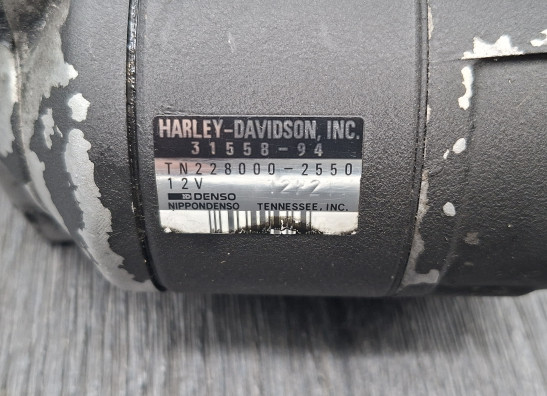 HARLEY-DAVIDSON, INC.
31558-94
TN228000-2550
12V
DENSO
NIPPONDENSO TENNESSEE, INC.